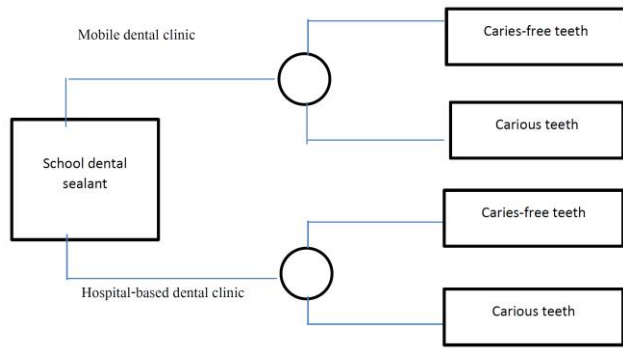 Mobile dental clinic
Caries-free teeth
Carious teeth
School dental
sealant
Caries-free teeth
Hospital-based dental clinic
Carious teeth